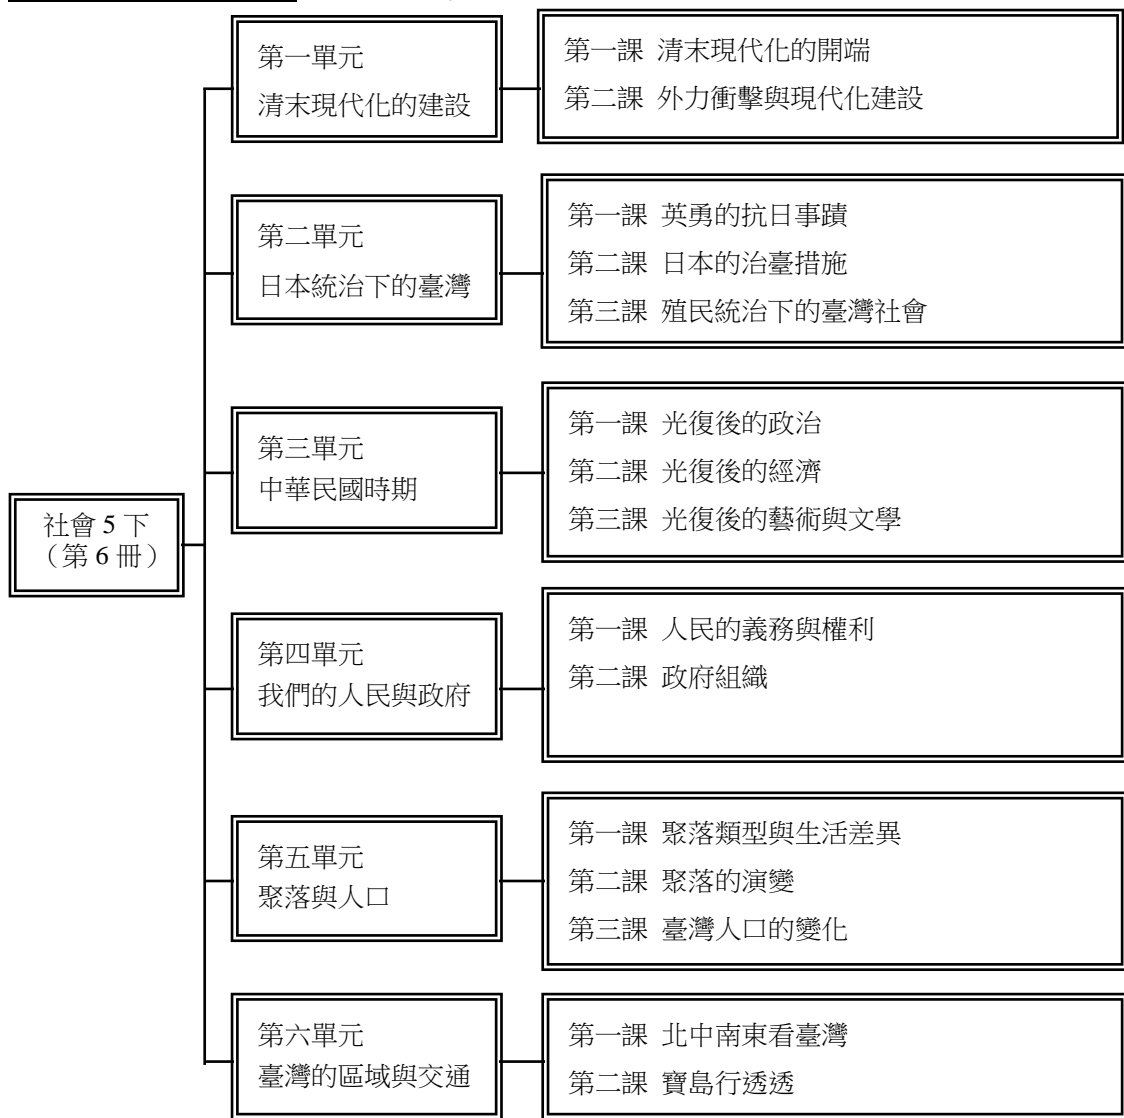 第一單元
清末現代化的建設
第一課 清末現代化的開端
第二課 外力衝擊與現代化建設
第二單元
日本統治下的臺灣
第一課 英勇的抗日事蹟
第二課 日本的治臺措施
第三課 殖民統治下的臺灣社會
第三單元
中華民國時期
第一課 光復後的政治
第二課 光復後的經濟
第三課 光復後的藝術與文學
社會 5 下
（第 6 冊）
第四單元
我們的人民與政府
第一課 人民的義務與權利
第二課 政府組織
第五單元
聚落與人口
第一課 聚落類型與生活差異
第二課 聚落的演變
第三課 臺灣人口的變化
第六單元
臺灣的區域與交通
第一課 北中南東看臺灣
第二課 寶島行透透